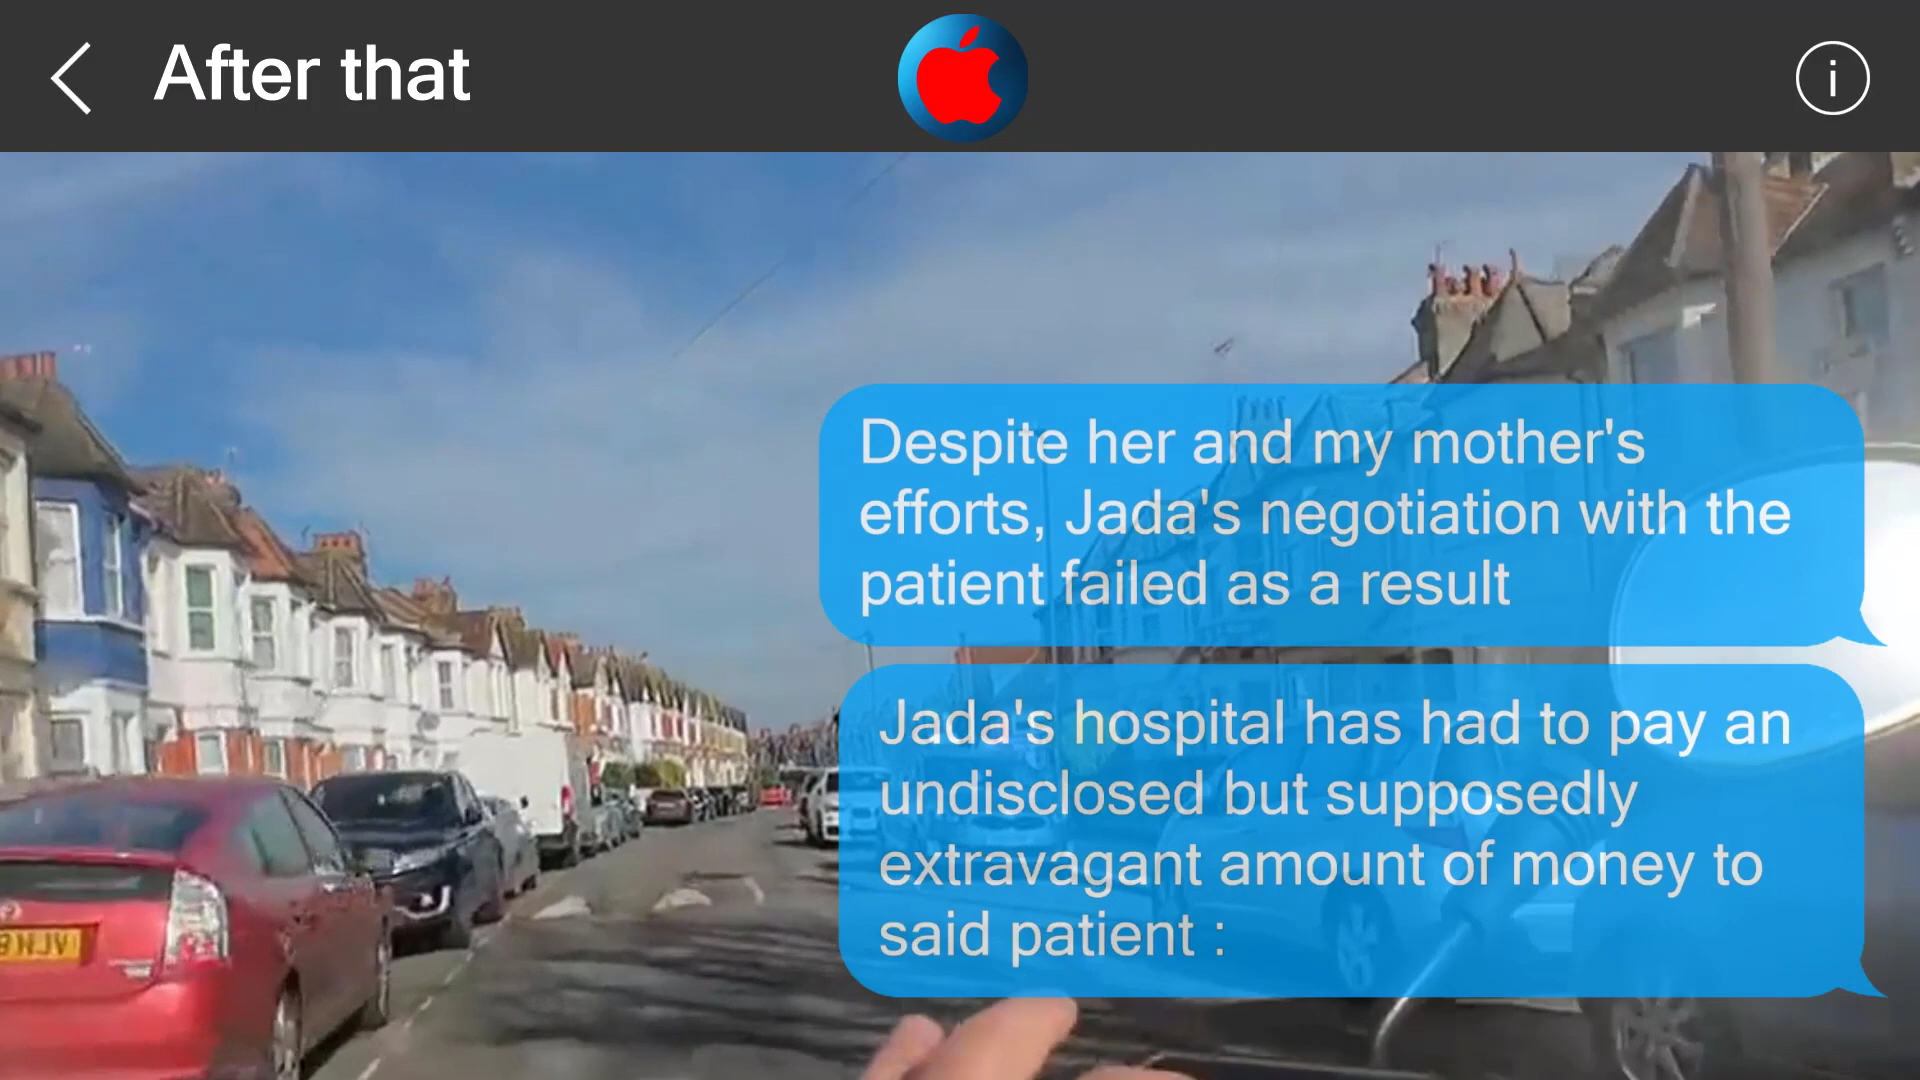 After that
i
Despite her and my mother's
efforts, Jada's negotiation with the
patient failed as a result
Jada's hospital has had to pay an
undisclosed but supposedly
extravagant amount of money to
said patient :